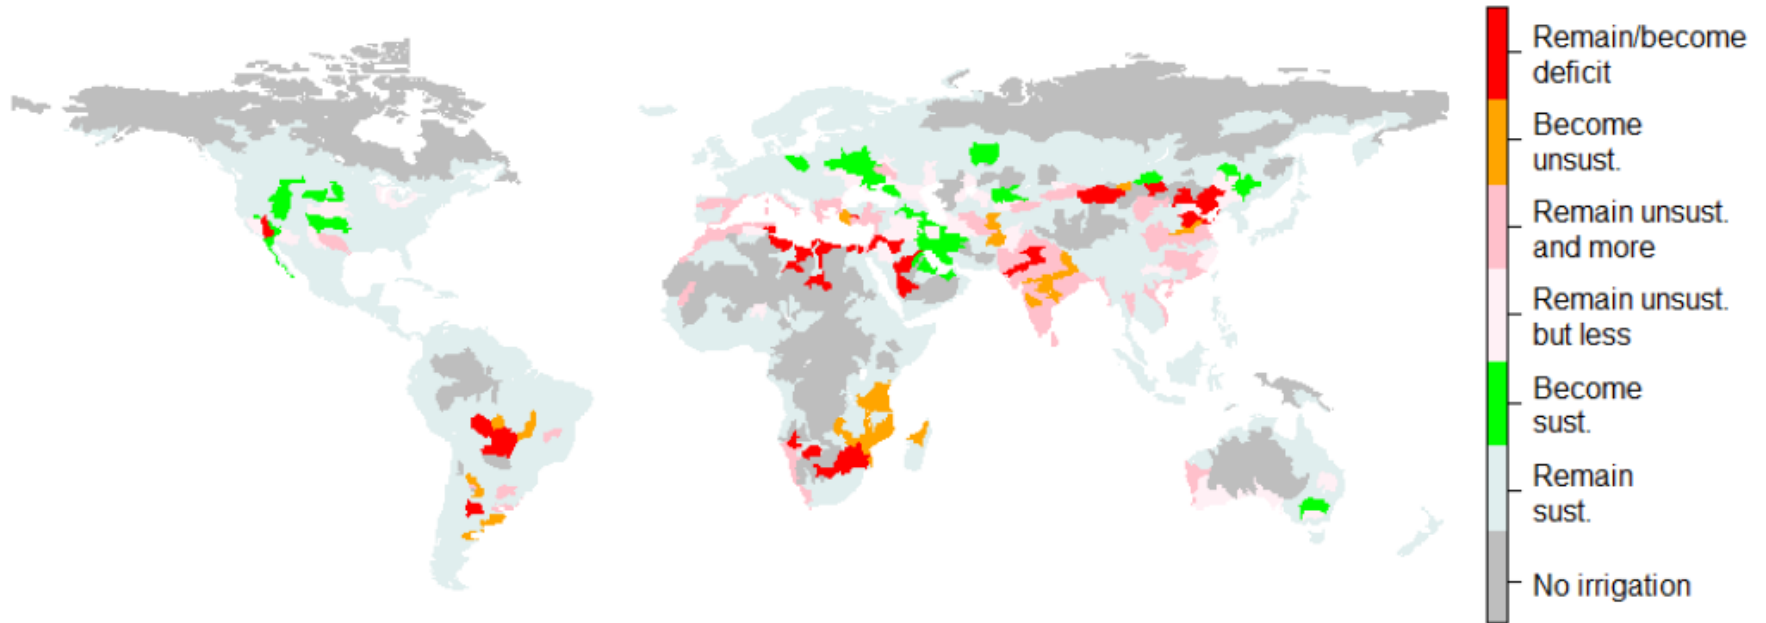 Remain/become
deficit
Become
unsust.
Remain unsust.
and more
Remain unsust.
but less
Become
sust.
Remain
sust.
No irrigation